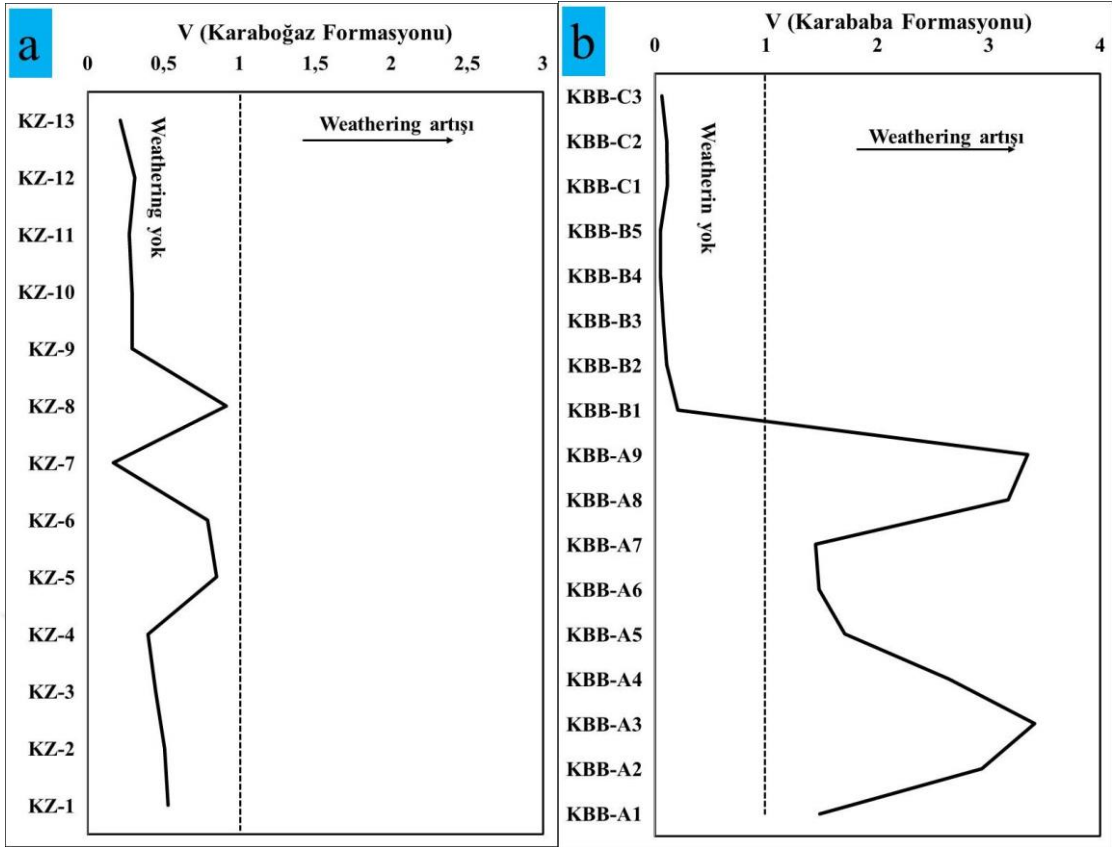 a
V (Karaboğaz Formasyonu)
0 0,5 1 1,5 2 2,5 3
Weathering artışı
Weathering yok
KZ-13
KZ-12
KZ-11
KZ-10
KZ-9
KZ-8
KZ-7
KZ-6
KZ-5
KZ-4
KZ-3
KZ-2
KZ-1
b
V (Karababa Formasyonu)
0 1 2 3 4
Weathering artışı
Weatherin yok
KBB-C3
KBB-C2
KBB-C1
KBB-B5
KBB-B4
KBB-B3
KBB-B2
KBB-B1
KBB-A9
KBB-A8
KBB-A7
KBB-A6
KBB-A5
KBB-A4
KBB-A3
KBB-A2
KBB-A1